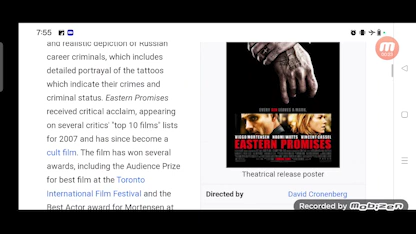 7:55
and realistic depiction of Russian
career criminals, which includes
detailed portrayal of the tattoos
which indicate their crimes and
criminal status. Eastern Promises
received critical acclaim, appearing
on several critics' "top 10 films" lists
for 2007 and has since become a
cult film. The film has won several
awards, including the Audience Prize
for best film at the Toronto
International Film Festival and the
Best Actor award for Mortensen at
EVERY SIN LEAVES A MARK.
VIGGO MORTENSEN NAOMI WATTS VINCENT CASSEL
EASTERN PROMISES
Theatrical release poster
Directed by David Cronenberg
Recorded by Mobizen